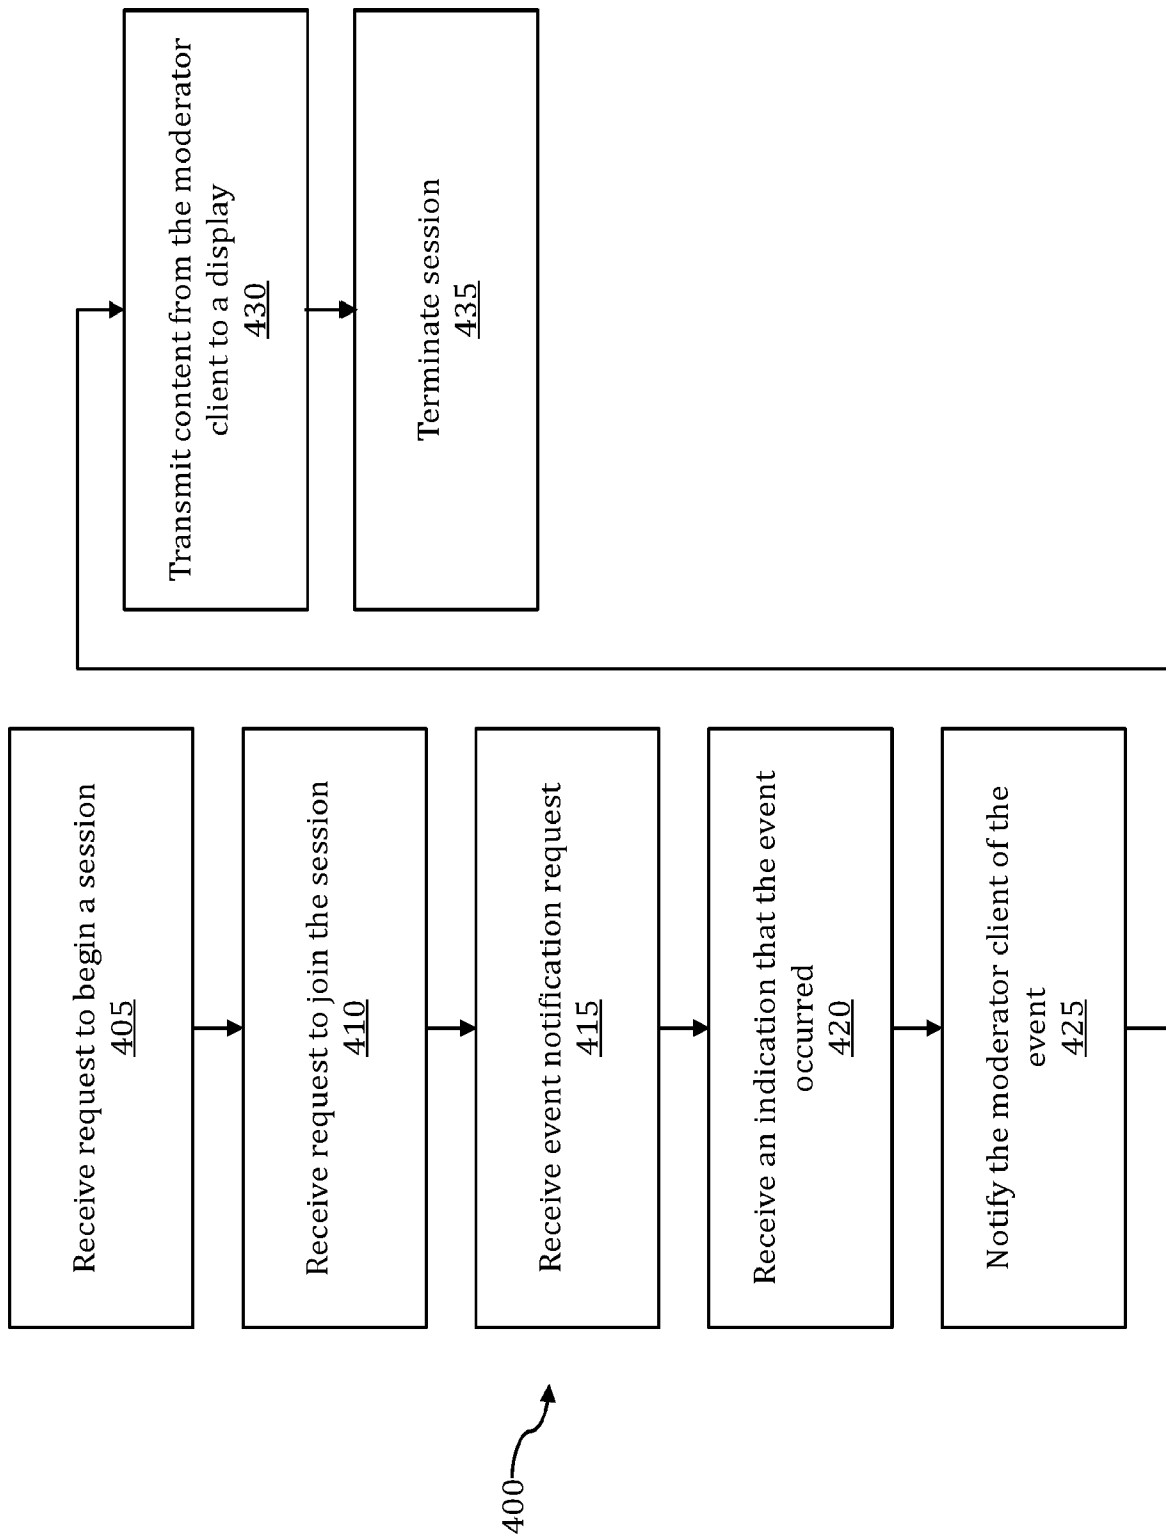 400
Receive request to begin a session
405
Receive request to join the session
410
Receive event notification request
415
Receive an indication that the event
occurred
420
Notify the moderator client of the
event
425
Transmit content from the moderator
client to a display
430
Terminate session
435